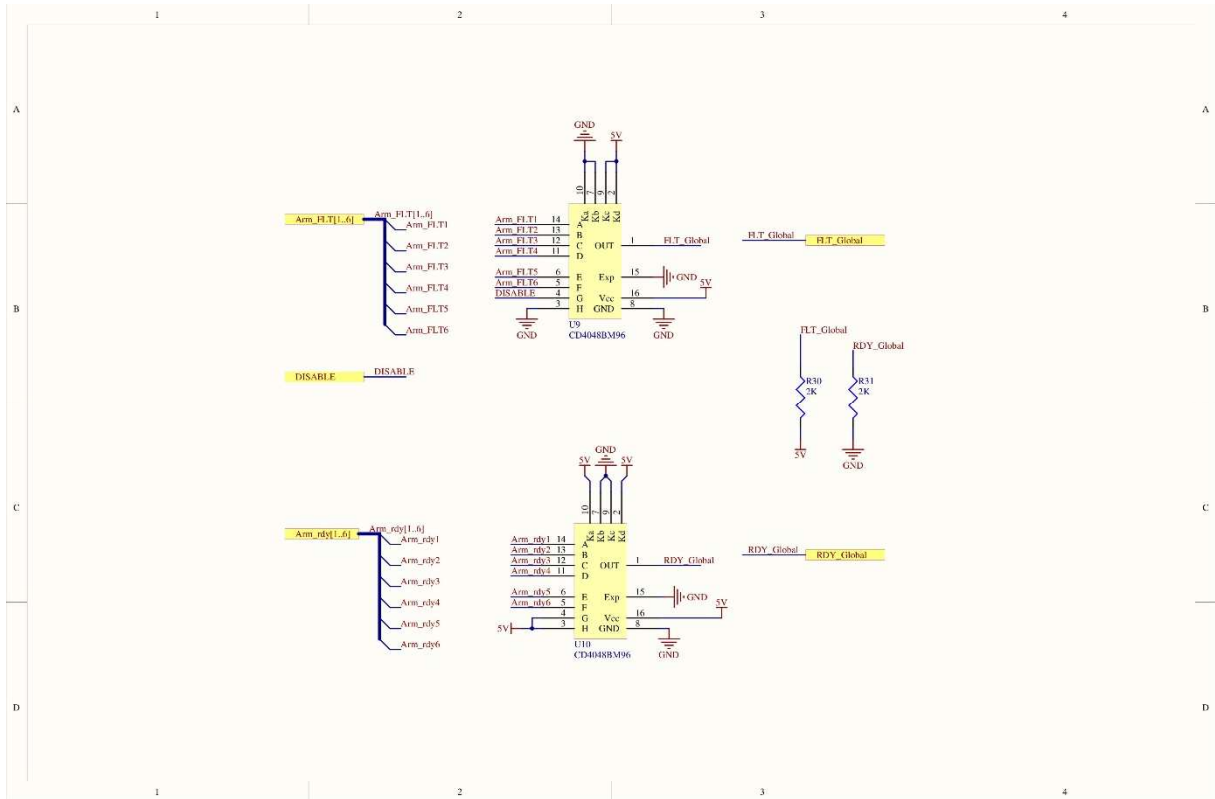 1 2 3 4
A A
GND
5V
10 7 9 2
Ka Kb Kc Kd
Arm_FLT[1..6] Arm_FLT[1..6]
Arm_FLT1
Arm_FLT2
Arm_FLT3
Arm_FLT4
Arm_FLT5
Arm_FLT6
Arm_FLT1 14 A
Arm_FLT2 13 B
Arm_FLT3 12 C
Arm_FLT4 11 D
Arm_FLT5 6 E
Arm_FLT6 5 F
DISABLE 4 G
3 H
GND
OUT 1 FLT_Global
Exp 15 GND
Vcc 16 5V
GND 8
GND
U9
CD4048BM96
FLT_Global FLT_Global
B B
DISABLE DISABLE
FLT_Global
R30
2K
5V
RDY_Global
R31
2K
GND
5V GND 5V
10 7 9 2
Ka Kb Kc Kd
C C
Arm_rdy[1..6] Arm_rdy[1..6]
Arm_rdy1
Arm_rdy2
Arm_rdy3
Arm_rdy4
Arm_rdy5
Arm_rdy6
Arm_rdy1 14 A
Arm_rdy2 13 B
Arm_rdy3 12 C
Arm_rdy4 11 D
Arm_rdy5 6 E
Arm_rdy6 5 F
4 G
5V 3 H
OUT 1 RDY_Global
Exp 15 GND
Vcc 16 5V
GND 8
GND
U10
CD4048BM96
RDY_Global RDY_Global
D D
1 2 3 4